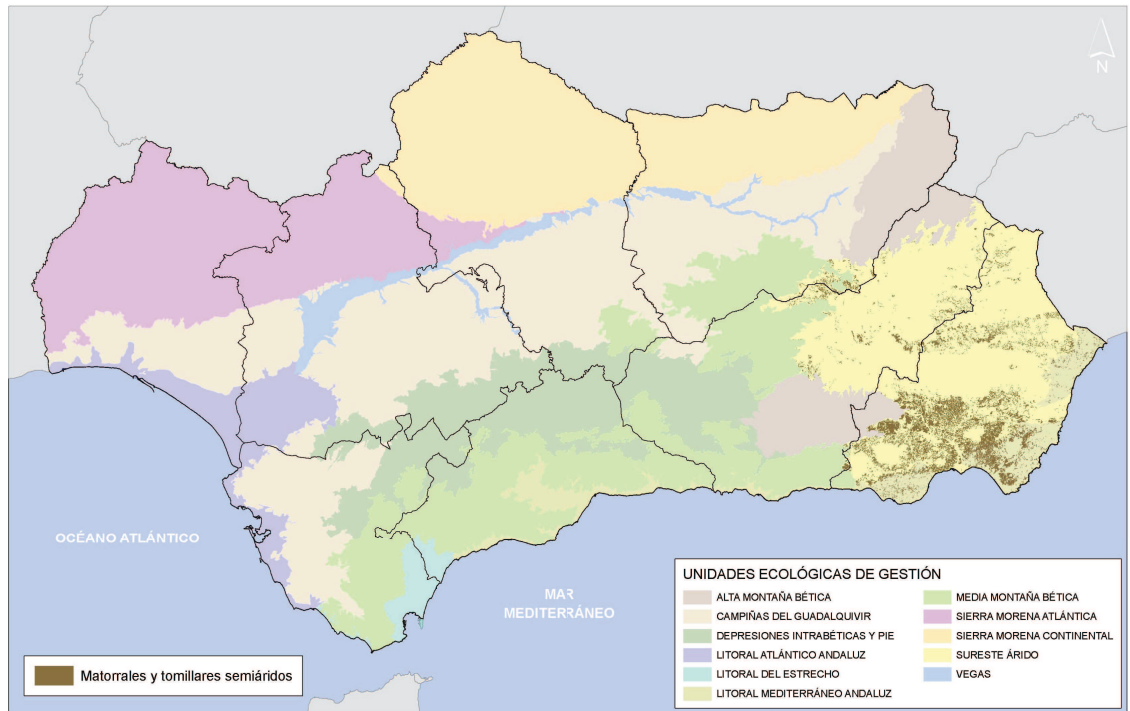 N
OCÉANO ATLÁNTICO
MAR
MEDITERRÁNEO
Matorrales y tomillares semiáridos
UNIDADES ECOLÓGICAS DE GESTIÓN
ALTA MONTAÑA BÉTICA
CAMPIÑAS DEL GUADALQUIVIR
DEPRESIONES INTRABÉTICAS Y PIE
LITORAL ATLÁNTICO ANDALUZ
LITORAL DEL ESTRECHO
LITORAL MEDITERRÁNEO ANDALUZ
MEDIA MONTAÑA BÉTICA
SIERRA MORENA ATLÁNTICA
SIERRA MORENA CONTINENTAL
SURESTE ÁRIDO
VEGAS